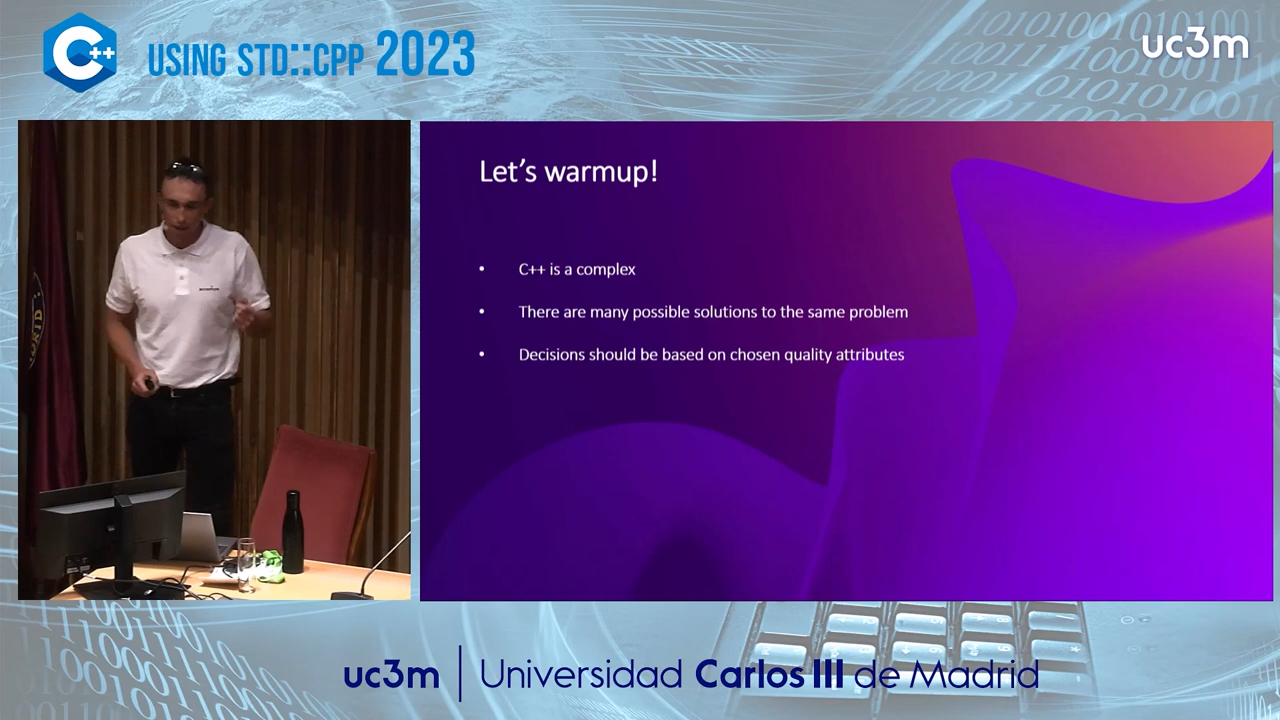 C++
USING STD::CPP 2023
uc3m
Let's warmup!
• C++ is a complex
• There are many possible solutions to the same problem
• Decisions should be based on chosen quality attributes
uc3m | Universidad Carlos III de Madrid